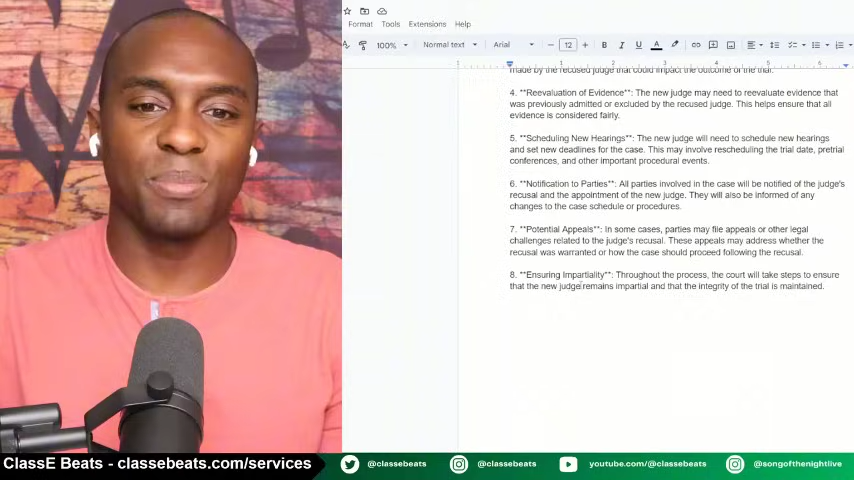 Format Tools Extensions Help
100% Normal text Arial 12 B I U A
1 1 2 3 4 5 6
made by the recused judge that could impact the outcome of the trial.
4. **Reevaluation of Evidence**: The new judge may need to reevaluate evidence that
was previously admitted or excluded by the recused judge. This helps ensure that all
evidence is considered fairly.
5. **Scheduling New Hearings**: The new judge will need to schedule new hearings
and set new deadlines for the case. This may involve rescheduling the trial date, pretrial
conferences, and other important procedural events.
6. **Notification to Parties**: All parties involved in the case will be notified of the judge's
recusal and the appointment of the new judge. They will also be informed of any
changes to the case schedule or procedures.
7. **Potential Appeals**: In some cases, parties may file appeals or other legal
challenges related to the judge's recusal. These appeals may address whether the
recusal was warranted or how the case should proceed following the recusal.
8. **Ensuring Impartiality**: Throughout the process, the court will take steps to ensure
that the new judge remains impartial and that the integrity of the trial is maintained.
ClassE Beats - classebeats.com/services @classebeats @classebeats youtube.com/@classebeats @songofthenightlive